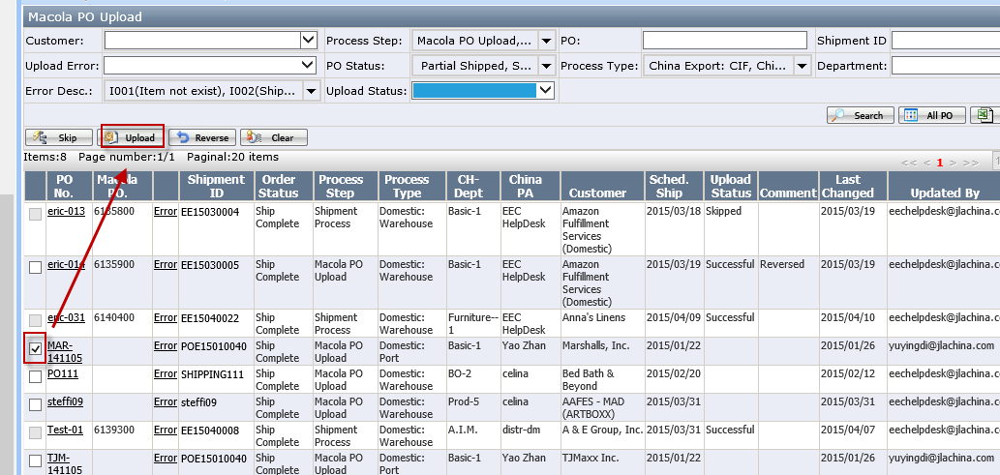 Macola PO Upload
Customer: Process Step: Macola PO Upload,... PO: Shipment ID
Upload Error: PO Status: Partial Shipped, S... Process Type: China Export: CIF, Chi... Department:
Error Desc.: I001(Item not exist), I002(Ship... Upload Status:
Search All PO
Skip Upload Reverse Clear
Items:8 Page number:1/1 Paginal:20 items
<< < 1 > >> 1
PO No. Macola PO. Shipment ID Order Status Process Step Process Type CH-Dept China PA Customer Sched. Ship Upload Status Comment Last Changed Updated By
eric-013 6135800 Error EE15030004 Ship Shipment Domestic: Basic-1 EEC Amazon 2015/03/18 Skipped 2015/03/19 eechelpdesk@jlachina.c
Complete Process Warehouse HelpDesk Fulfillment
Services
(Domestic)
eric-014 6135900 Error EE15030005 Ship Macola PO Domestic: Basic-1 EEC Amazon 2015/03/19 Successful Reversed 2015/03/19 eechelpdesk@jlachina.c
Complete Upload Warehouse HelpDesk Fulfillment
Services
(Domestic)
eric-031 6140400 Error EE15040022 Ship Shipment Domestic: Furniture-- EEC Anna's Linens 2015/04/09 Successful 2015/04/10 eechelpdesk@jlachina.c
Complete Process Warehouse 1 HelpDesk
MAR- Error POE15010040 Ship Macola PO Domestic: Basic-1 Yao Zhan Marshalls, Inc. 2015/01/22 2015/01/26 yuyingdi@jlachina.com
141105 Complete Upload Port
PO111 Error SHIPPING111 Ship Macola PO Domestic: BO-2 celina Bed Bath & 2015/02/20 2015/02/12 eechelpdesk@jlachina.c
Complete Upload Warehouse Beyond
steffi09 Error steffi09 Ship Macola PO Domestic: Prod-5 celina AAFES - MAD 2015/03/31 2015/03/31 eechelpdesk@jlachina.c
Complete Upload Warehouse (ARTBOXX)
Test-01 6139300 Error EE15040008 Ship Shipment Domestic: A.I.M. distr-dm A & E Group, Inc. 2015/03/31 Successful 2015/04/07 eechelpdesk@jlachina.c
Complete Process Warehouse
TJM- Error POE15010040 Ship Macola PO Domestic: Basic-1 Yao Zhan TJMaxx Inc. 2015/01/22 2015/01/26 yuyingdi@jlachina.com
141105 Complete Upload Port